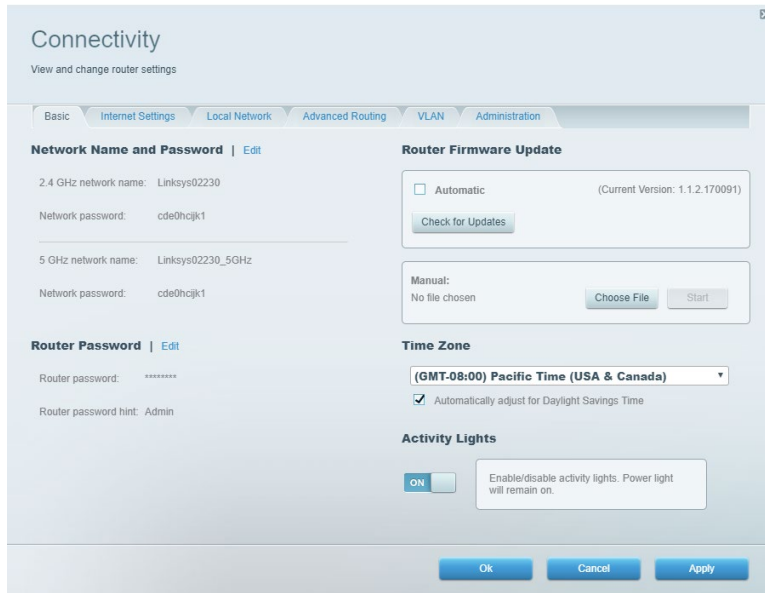 Connectivity
View and change router settings
Basic
Internet Settings
Local Network
Advanced Routing
VLAN
Administration
Network Name and Password | Edit
2.4 GHz network name: Linksys02230
Network password: cde0hcijk1
5 GHz network name: Linksys02230_5GHz
Network password: cde0hcijk1
Router Password | Edit
Router password: ********
Router password hint: Admin
Router Firmware Update
Automatic (Current Version: 1.1.2.170091)
Check for Updates
Manual:
No file chosen
Choose File
Start
Time Zone
(GMT-08:00) Pacific Time (USA & Canada)
Automatically adjust for Daylight Savings Time
Activity Lights
ON
Enable/disable activity lights. Power light
will remain on.
Ok
Cancel
Apply